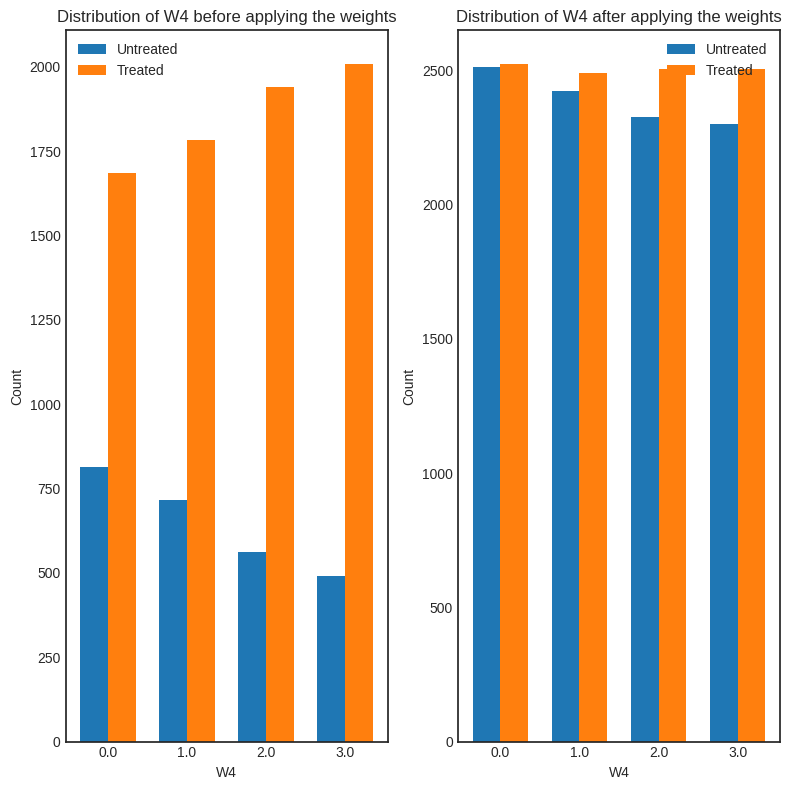 Distribution of W4 before applying the weights
Untreated
Treated
2000
1750
1500
1250
1000
750
500
250
0
Count
0.0 1.0 2.0 3.0
W4
Distribution of W4 after applying the weights
Untreated
Treated
2500
2000
1500
1000
500
0
Count
0.0 1.0 2.0 3.0
W4